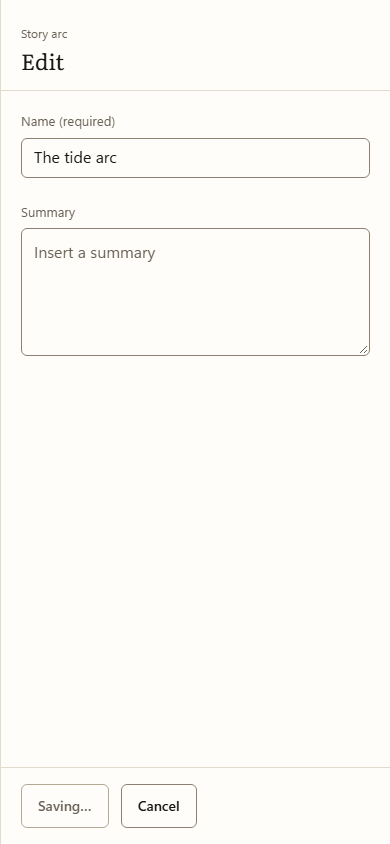 Story arc
Edit
Name (required)
The tide arc
Summary
Insert a summary
Saving...
Cancel